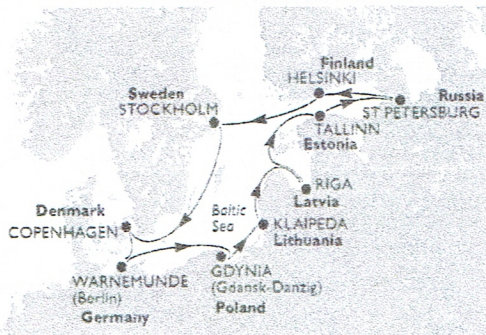 Finland
HELSINKI
Sweden
STOCKHOLM
Russia
ST PETERSBURG
TALLINN
Estonia
RIGA
Latvia
Denmark
COPENHAGEN
Baltic
Sea
KLAIPEDA
Lithuania
WARNEMUNDE
(Berlin)
Germany
GDYNIA
(Gdansk-Danzig)
Poland